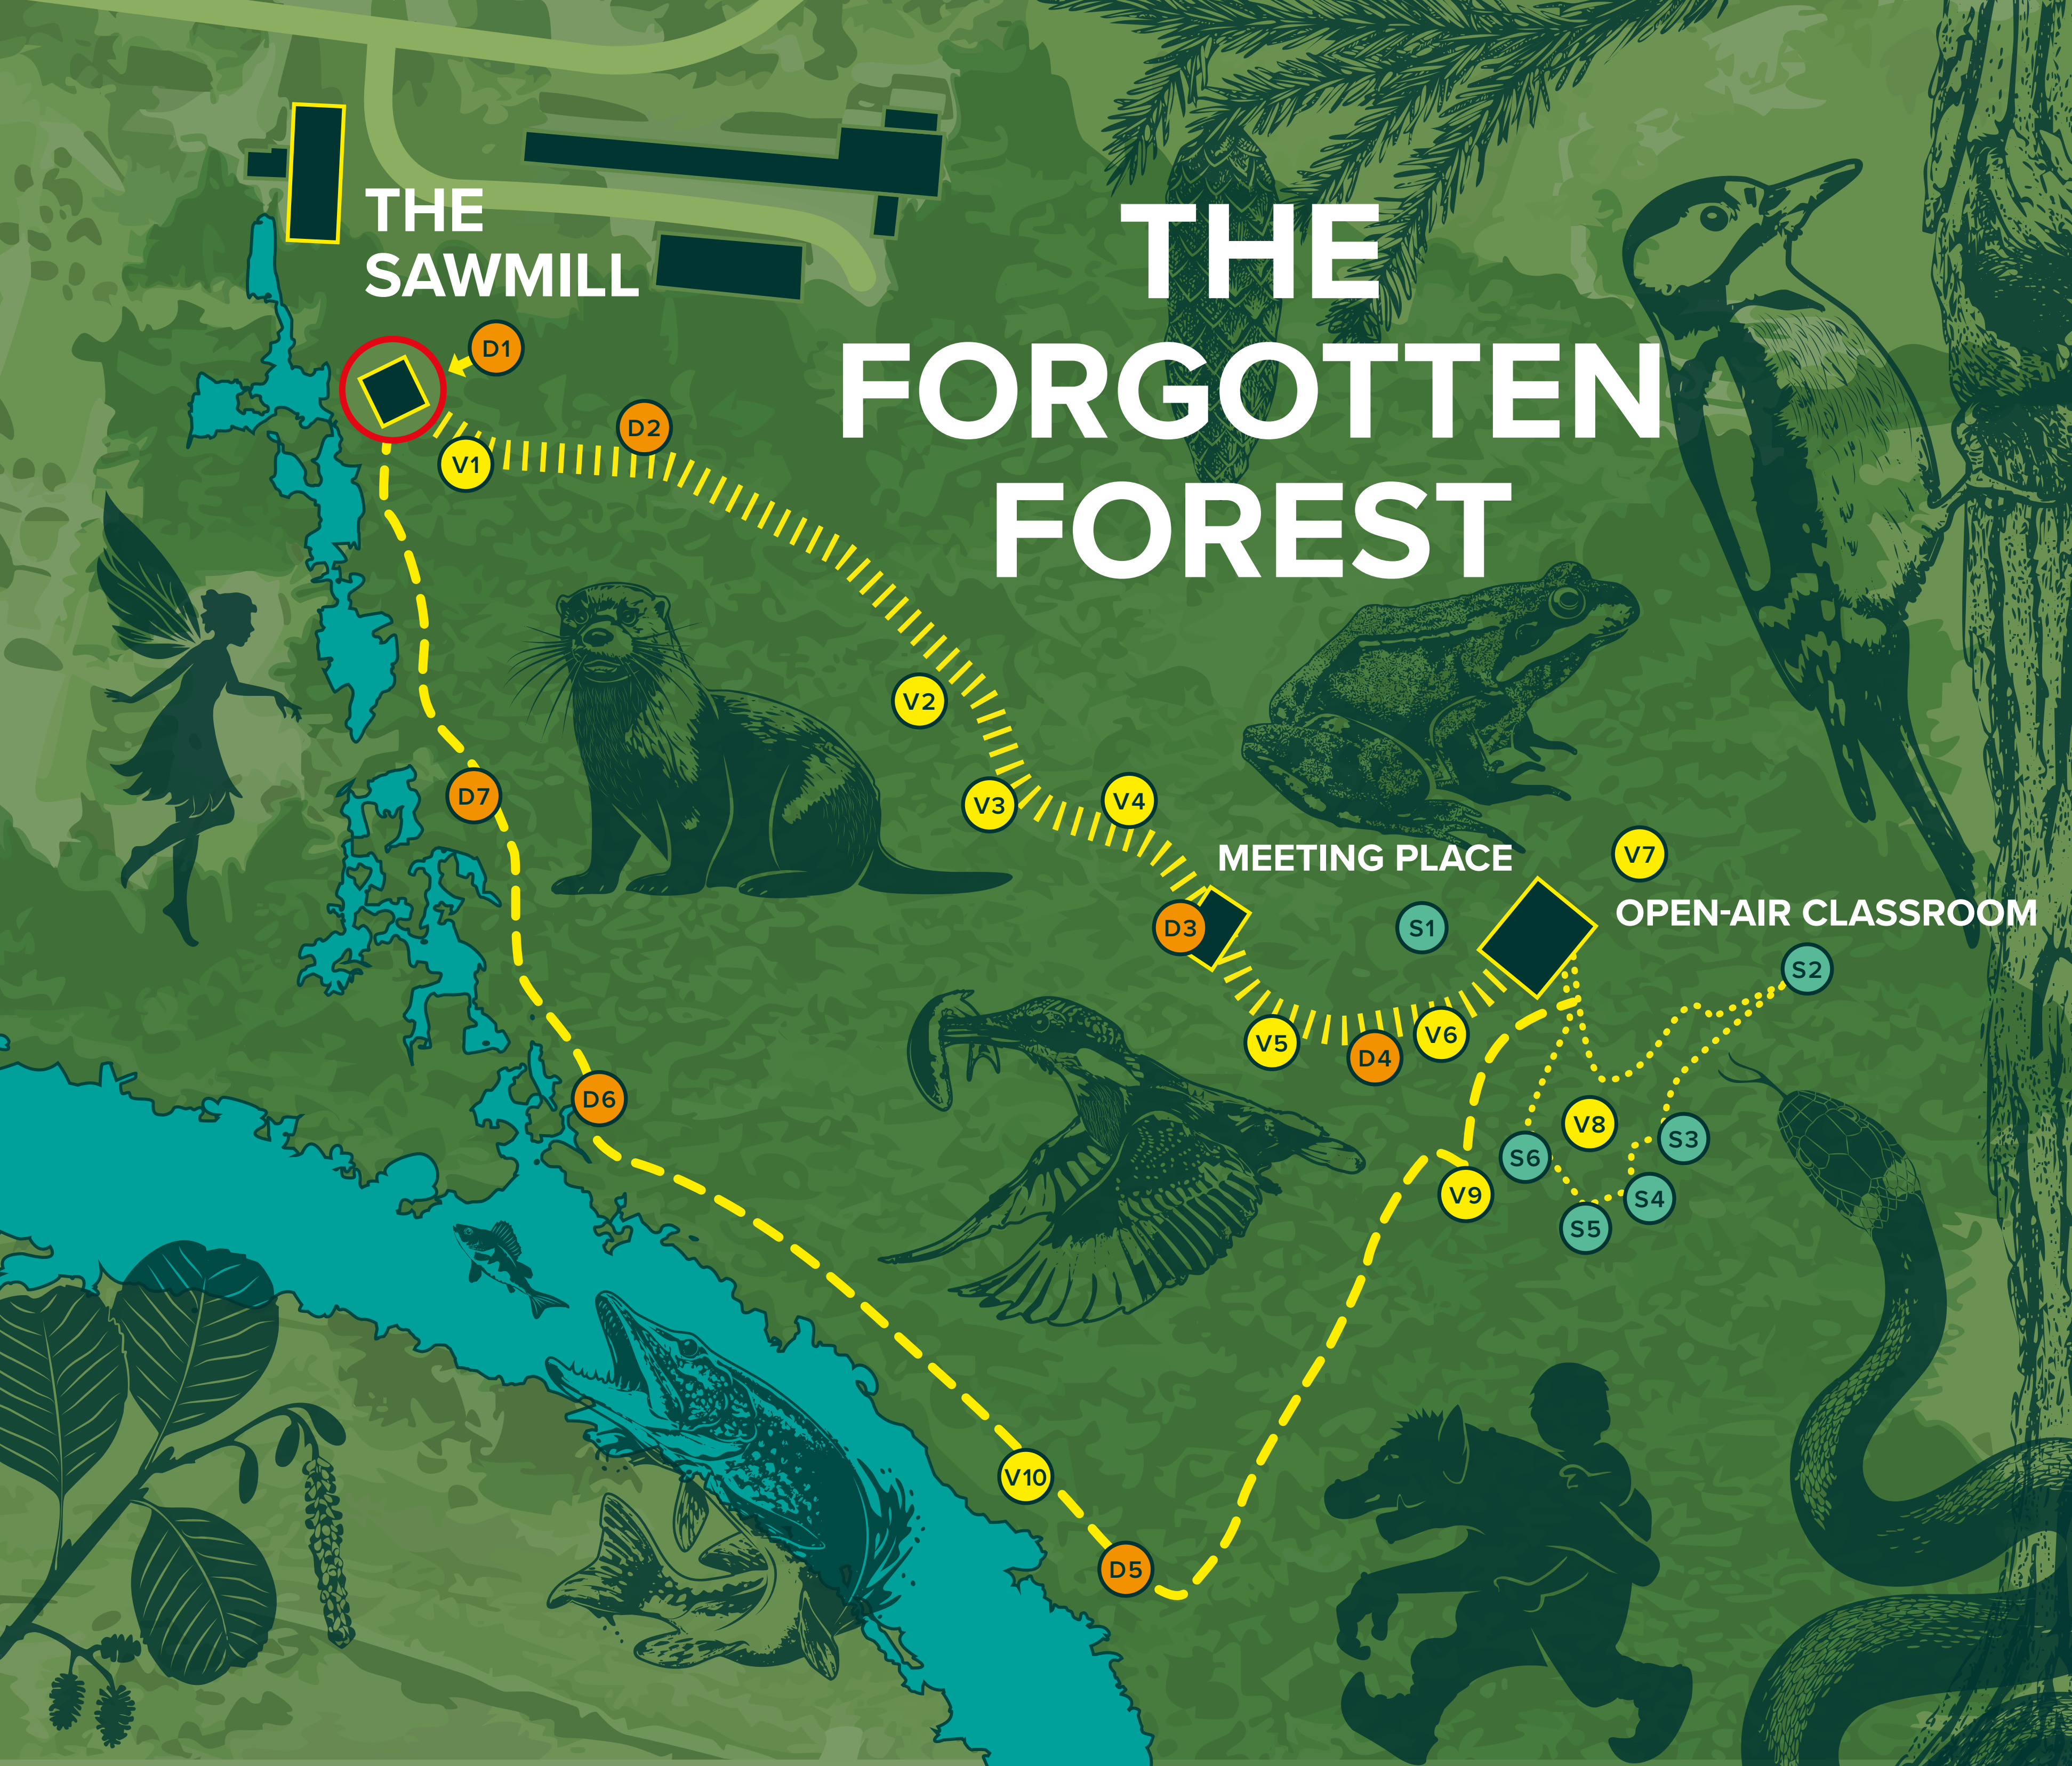 THE
SAWMILL
THE
FORGOTTEN
FOREST
D1
D2
V1
V2
V3
V4
D7
MEETING PLACE
V7
OPEN-AIR CLASSROOM
D3
S1
S2
V5
D4
V6
D6
V8
S3
S6
V9
S4
S5
V10
D5